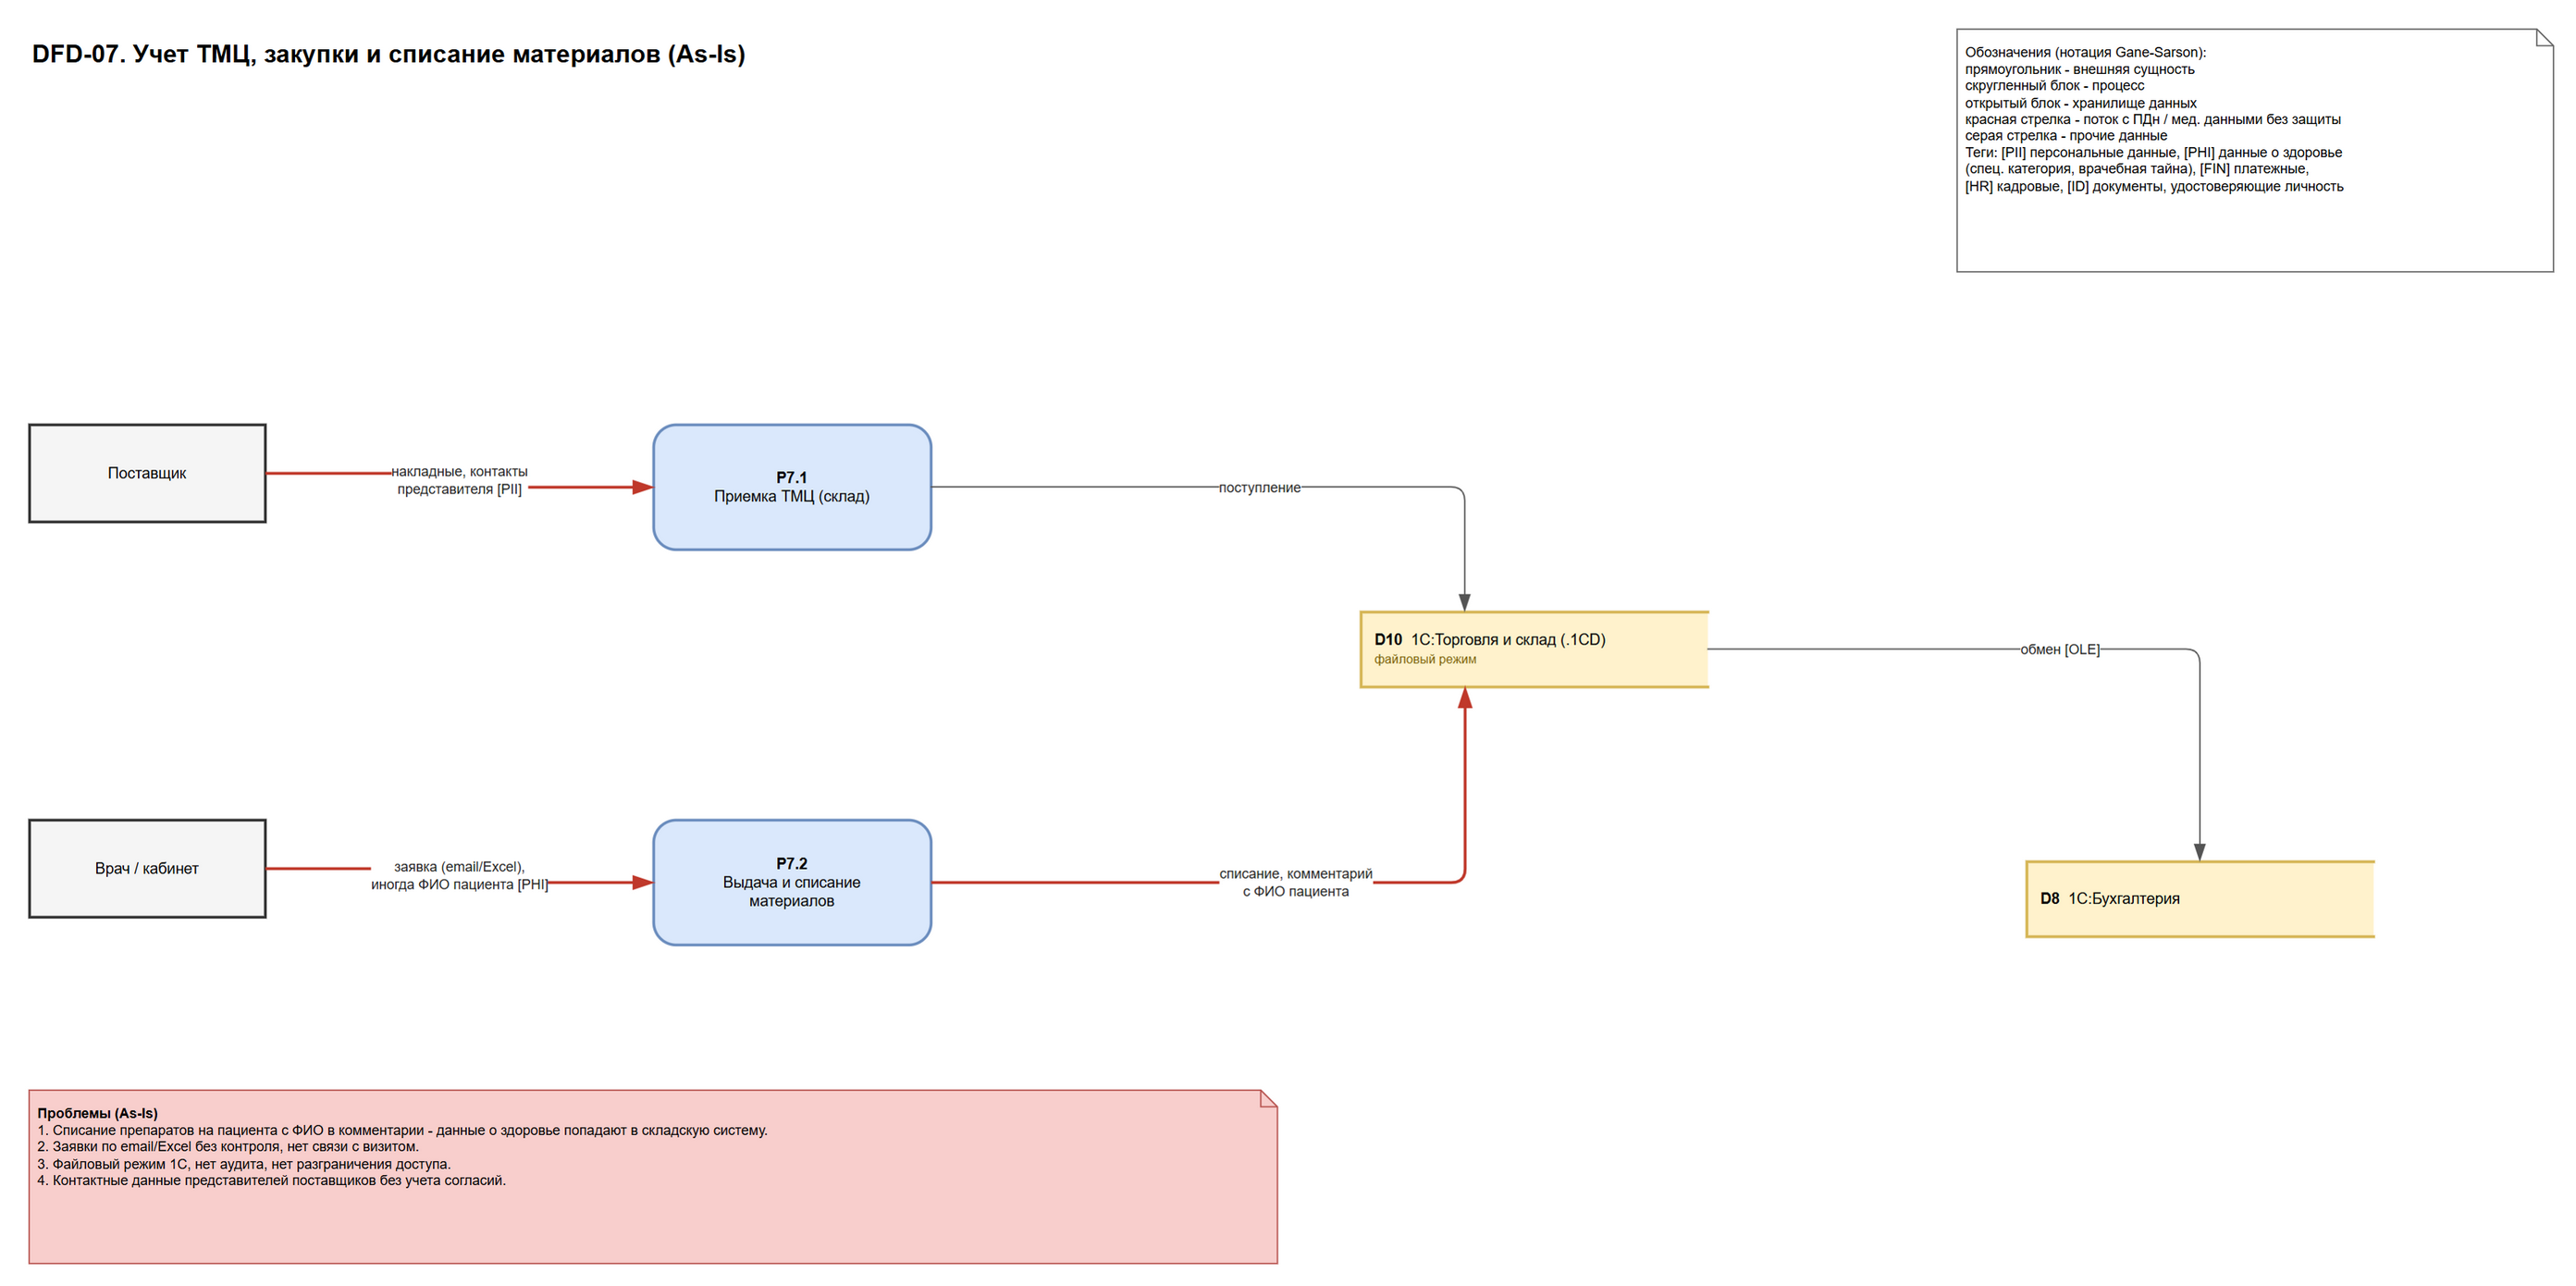 DFD-07. Учет ТМЦ, закупки и списание материалов (As-Is)
Обозначения (нотация Gane-Sarson):
прямоугольник - внешняя сущность
скругленный блок - процесс
открытый блок - хранилище данных
красная стрелка - поток с ПДн / мед. данными без защиты
серая стрелка - прочие данные
Теги: [PII] персональные данные, [PHI] данные о здоровье
(спец. категория, врачебная тайна), [FIN] платежные,
[HR] кадровые, [ID] документы, удостоверяющие личность
Поставщик
накладные, контакты
представителя [PII]
P7.1
Приемка ТМЦ (склад)
поступление
D10 1С:Торговля и склад (.1CD)
файловый режим
обмен [OLE]
Врач / кабинет
заявка (email/Excel),
иногда ФИО пациента [PHI]
P7.2
Выдача и списание
материалов
списание, комментарий
с ФИО пациента
D8 1С:Бухгалтерия
Проблемы (As-Is)
1. Списание препаратов на пациента с ФИО в комментарии - данные о здоровье попадают в складскую систему.
2. Заявки по email/Excel без контроля, нет связи с визитом.
3. Файловый режим 1С, нет аудита, нет разграничения доступа.
4. Контактные данные представителей поставщиков без учета согласий.